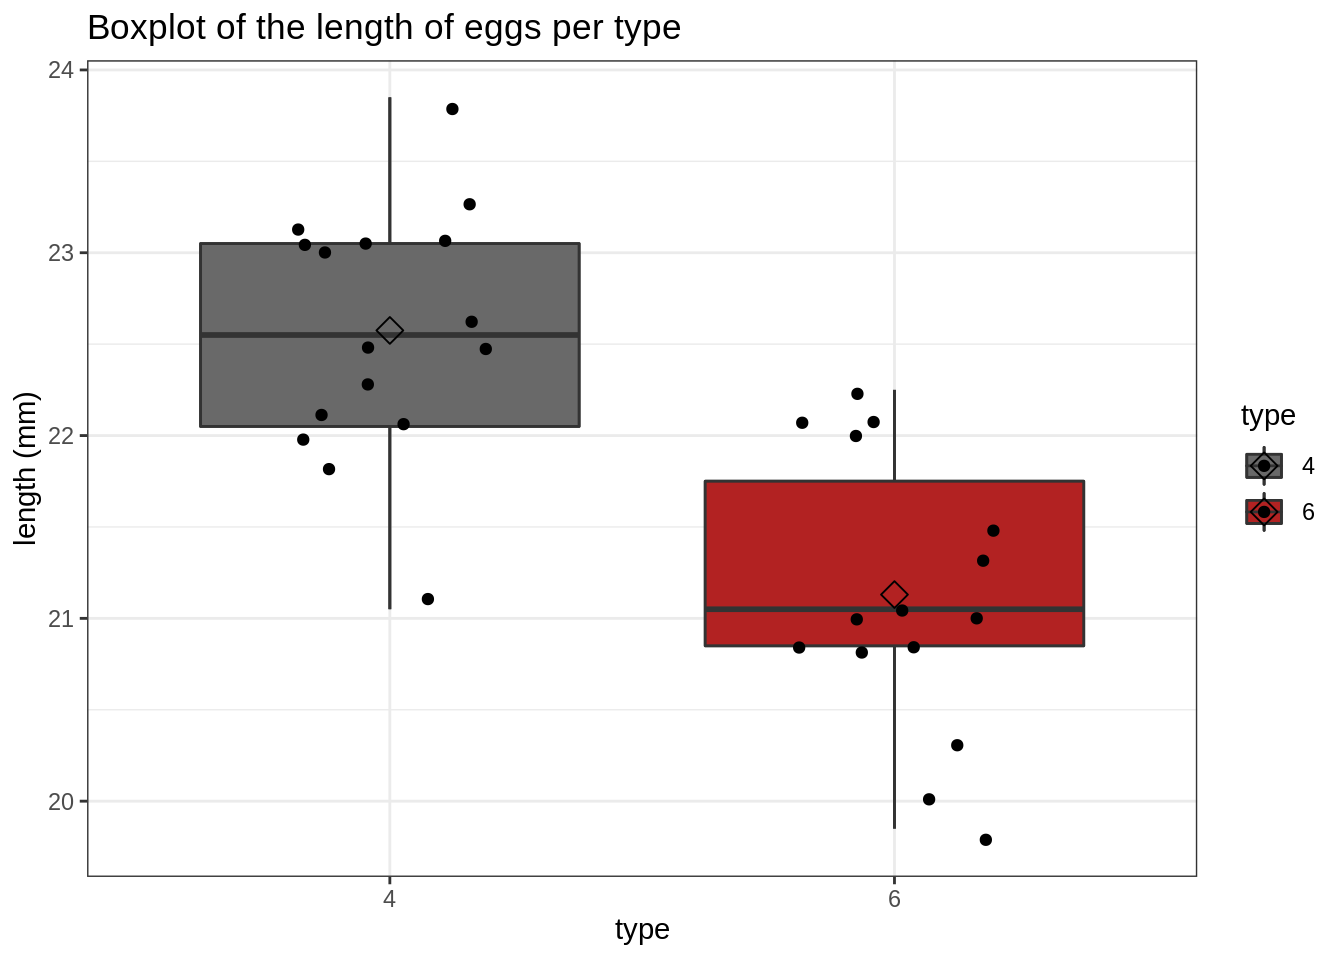 Boxplot of the length of eggs per type
length (mm)
24
23
22
21
20
4
6
type
type
4
6